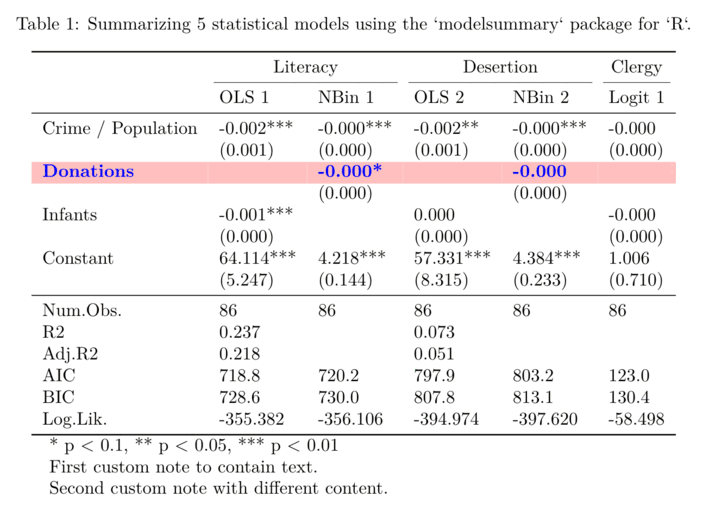 Table 1: Summarizing 5 statistical models using the ‘modelsummary‘ package for ‘R‘.
Literacy Desertion Clergy
OLS 1 NBin 1 OLS 2 NBin 2 Logit 1
Crime / Population -0.002*** -0.000*** -0.002** -0.000*** -0.000
(0.001) (0.000) (0.001) (0.000) (0.000)
Donations -0.000* -0.000
(0.000) (0.000)
Infants -0.001*** 0.000 -0.000
(0.000) (0.000) (0.000)
Constant 64.114*** 4.218*** 57.331*** 4.384*** 1.006
(5.247) (0.144) (8.315) (0.233) (0.710)
Num.Obs. 86 86 86 86 86
R2 0.237 0.073
Adj.R2 0.218 0.051
AIC 718.8 720.2 797.9 803.2 123.0
BIC 728.6 730.0 807.8 813.1 130.4
Log.Lik. -355.382 -356.106 -394.974 -397.620 -58.498
* p < 0.1, ** p < 0.05, *** p < 0.01
First custom note to contain text.
Second custom note with different content.